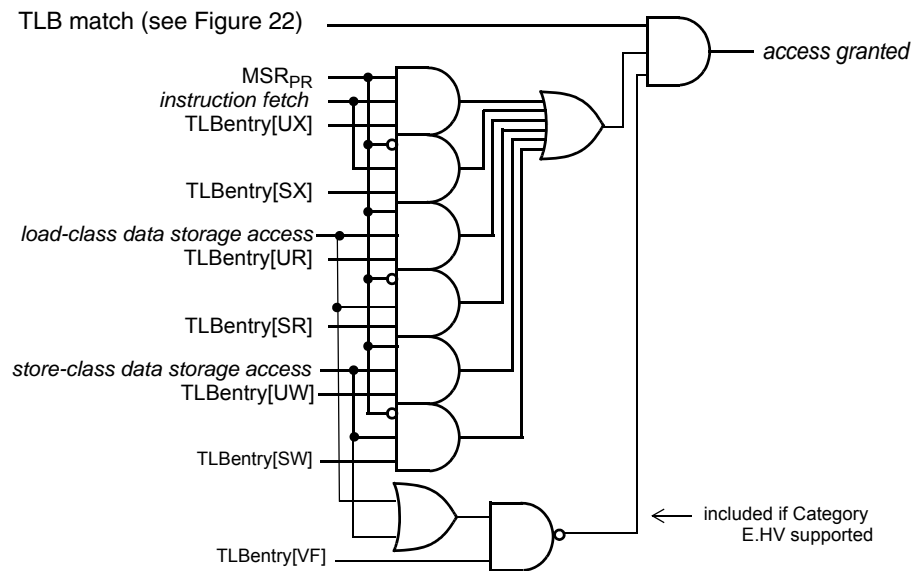 TLB match (see Figure 22)
access granted
MSRPR
instruction fetch
TLBentry[UX]
TLBentry[SX]
load-class data storage access
TLBentry[UR]
TLBentry[SR]
store-class data storage access
TLBentry[UW]
TLBentry[SW]
included if Category
E.HV supported
TLBentry[VF]